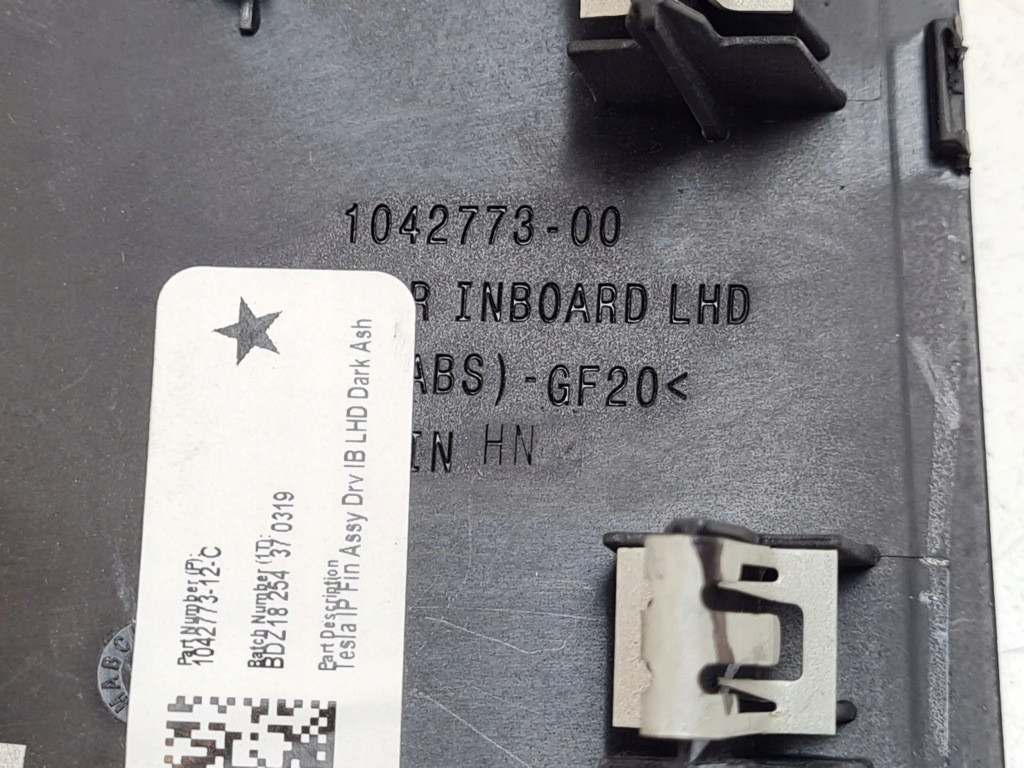 1042773-00
R INBOARD LHD
ABS)-GF20<
IN HN
Part Number (P):
1042773-12-C
Batch Number (1T):
BDZ18 254 37 0319
Part Description
Tesla IP Fin Assy Drv IB LHD Dark Ash